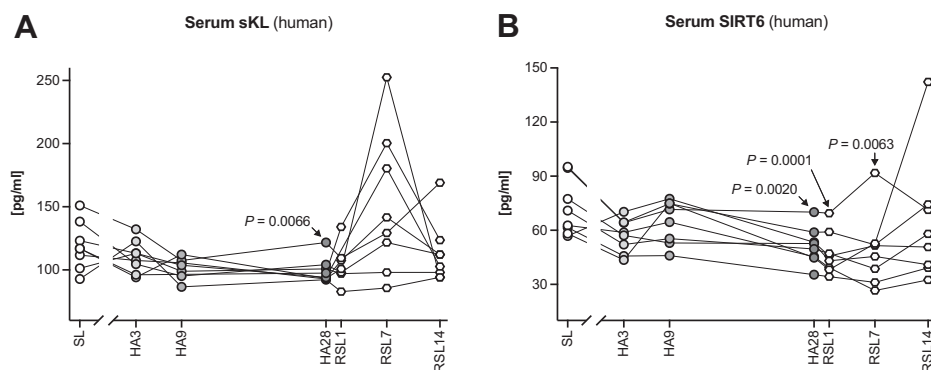 A
Serum sKL (human)
[pg/ml]
250
200
150
100
P = 0.0066
SL
HA3
HA9
HA28
RSL1
RSL7
RSL14
B
Serum SIRT6 (human)
[pg/ml]
150
120
90
60
30
P = 0.0063
P = 0.0001
P = 0.0020
SL
HA3
HA9
HA28
RSL1
RSL7
RSL14